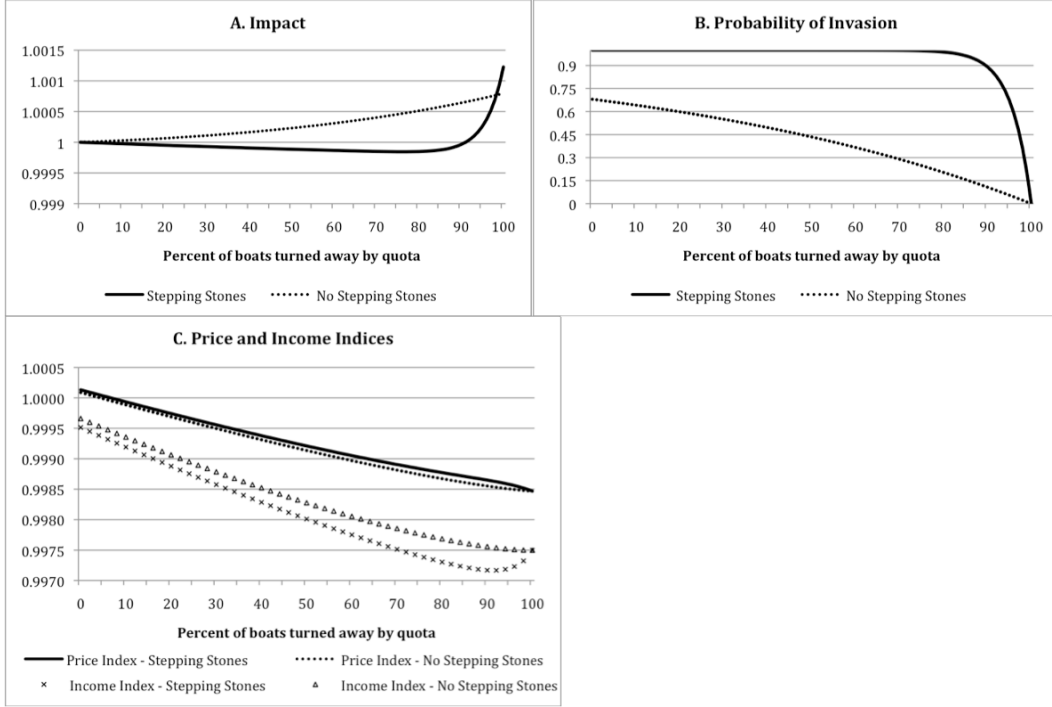 A. Impact
1.0015
1.001
1.0005
1
0.9995
0.999
0 10 20 30 40 50 60 70 80 90 100
Percent of boats turned away by quota
Stepping Stones No Stepping Stones
B. Probability of Invasion
0.9
0.75
0.6
0.45
0.3
0.15
0
0 10 20 30 40 50 60 70 80 90 100
Percent of boats turned away by quota
Stepping Stones No Stepping Stones
C. Price and Income Indices
1.0005
1.0000
0.9995
0.9990
0.9985
0.9980
0.9975
0.9970
0 10 20 30 40 50 60 70 80 90 100
Percent of boats turned away by quota
Price Index - Stepping Stones Price Index - No Stepping Stones
Income Index - Stepping Stones Income Index - No Stepping Stones